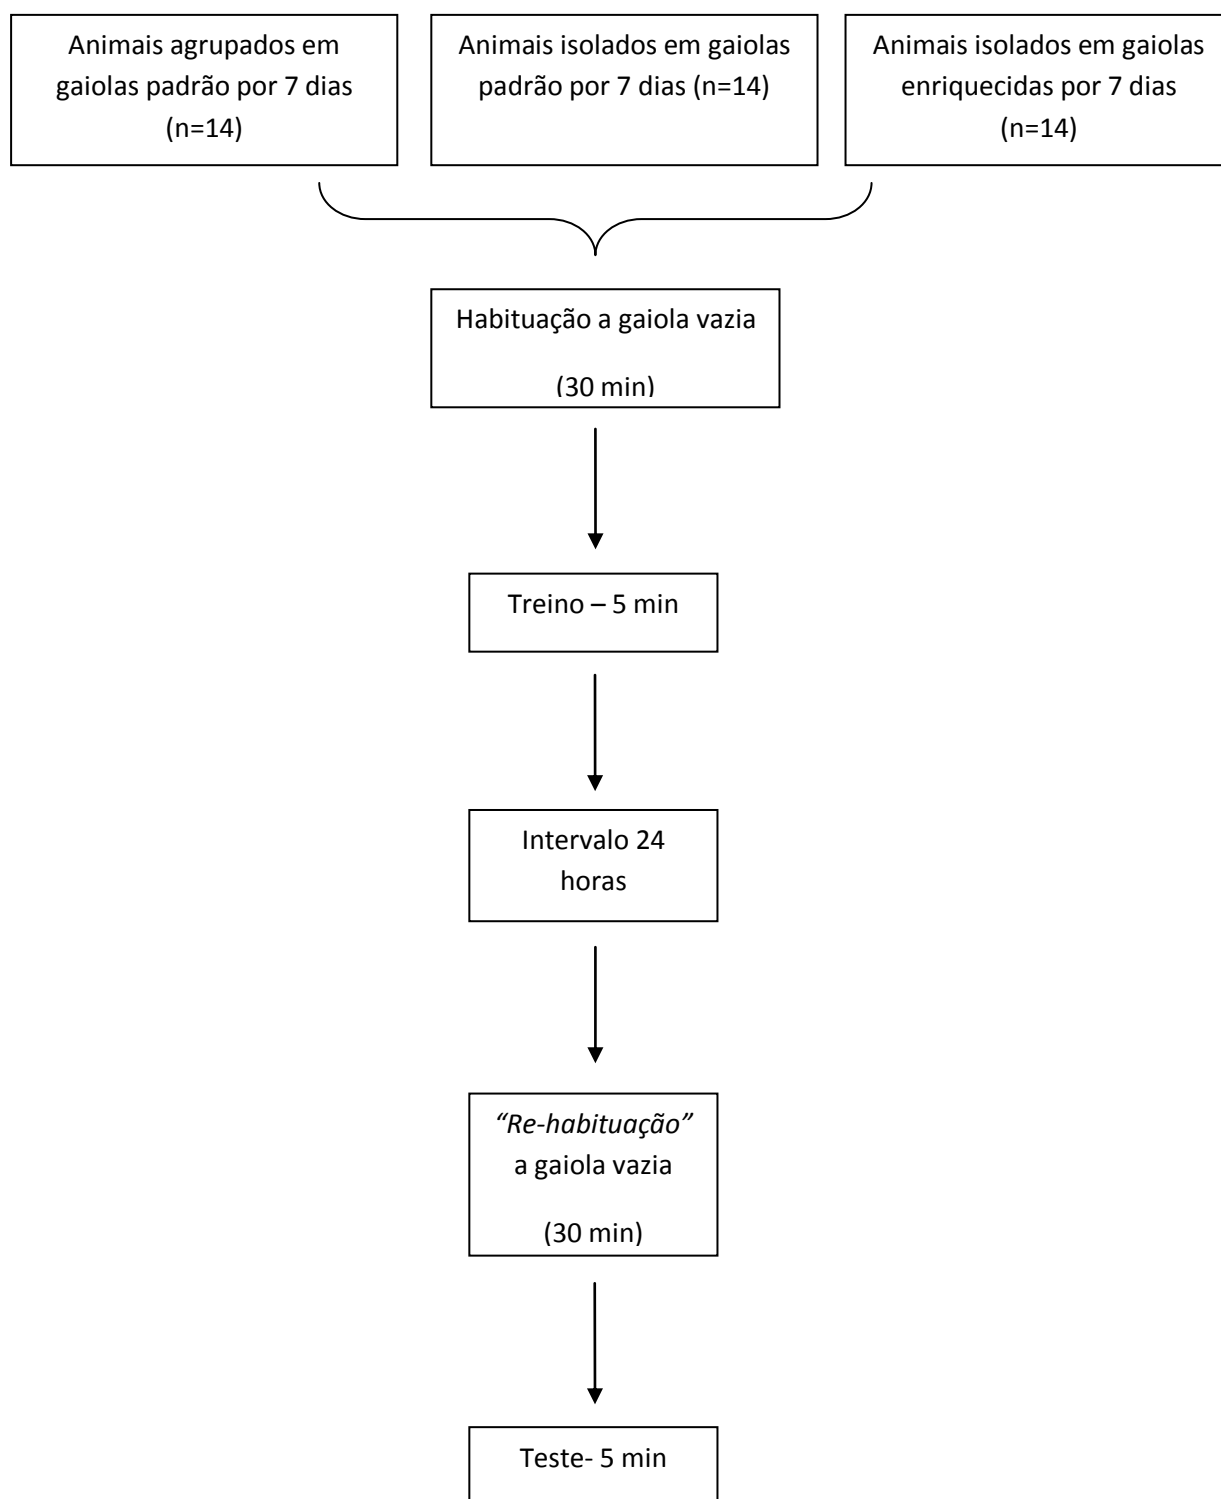 Animais agrupados em
gaiolas padrão por 7 dias
(n=14)
Animais isolados em gaiolas
padrão por 7 dias (n=14)
Animais isolados em gaiolas
enriquecidas por 7 dias
(n=14)
Habituação a gaiola vazia
(30 min)
Treino – 5 min
Intervalo 24
horas
“Re-habituação”
a gaiola vazia
(30 min)
Teste- 5 min